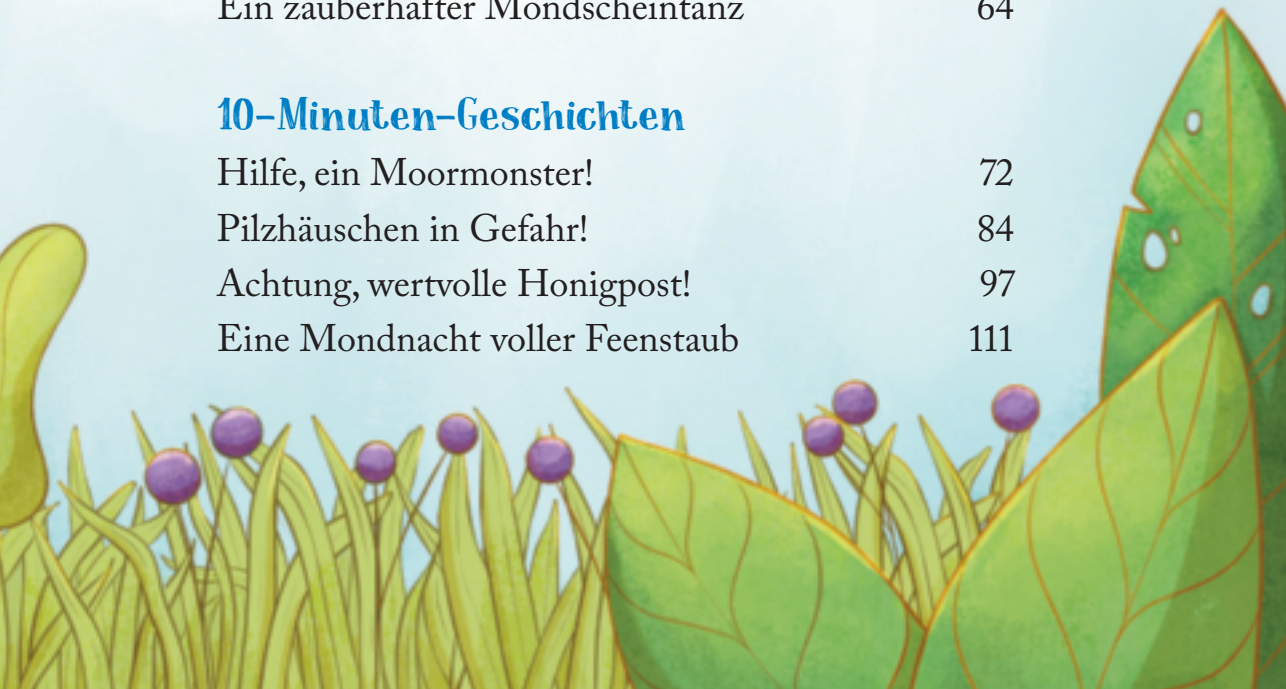 Ein zauberhafter Mondscheintanz 64
10-Minuten-Geschichten
Hilfe, ein Moormonster! 72
Pilzhäuschen in Gefahr! 84
Achtung, wertvolle Honigpost! 97
Eine Mondnacht voller Feenstaub 111